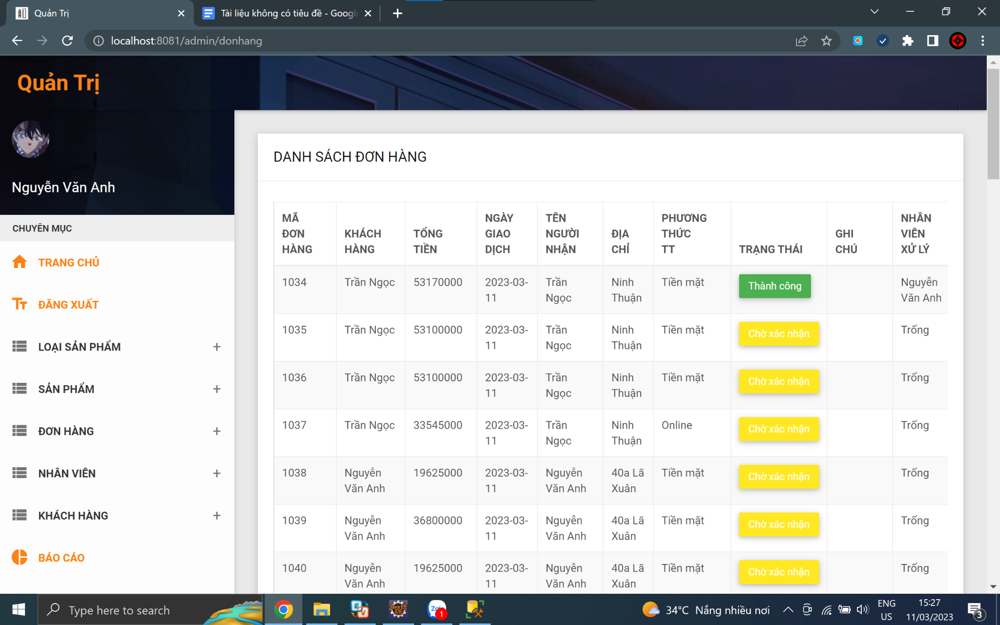 Quản Trị
Tài liệu không có tiêu đề - Google
localhost:8081/admin/donhang
Quản Trị
Nguyễn Văn Anh
CHUYÊN MỤC
TRANG CHỦ
ĐĂNG XUẤT
LOẠI SẢN PHẨM +
SẢN PHẨM +
ĐƠN HÀNG +
NHÂN VIÊN +
KHÁCH HÀNG +
BÁO CÁO
DANH SÁCH ĐƠN HÀNG
MÃ ĐƠN HÀNG KHÁCH HÀNG TỔNG TIỀN NGÀY GIAO DỊCH TÊN NGƯỜI NHẬN ĐỊA CHỈ PHƯƠNG THỨC TT TRẠNG THÁI GHI CHÚ NHÂN VIÊN XỬ LÝ
1034 Trần Ngọc 53170000 2023-03-11 Trần Ngọc Ninh Thuận Tiền mặt Thành công Nguyễn Văn Anh
1035 Trần Ngọc 53100000 2023-03-11 Trần Ngọc Ninh Thuận Tiền mặt Chờ xác nhận Trống
1036 Trần Ngọc 53100000 2023-03-11 Trần Ngọc Ninh Thuận Tiền mặt Chờ xác nhận Trống
1037 Trần Ngọc 33545000 2023-03-11 Trần Ngọc Ninh Thuận Online Chờ xác nhận Trống
1038 Nguyễn Văn Anh 19625000 2023-03-11 Nguyễn Văn Anh 40a Lã Xuân Tiền mặt Chờ xác nhận Trống
1039 Nguyễn Văn Anh 36800000 2023-03-11 Nguyễn Văn Anh 40a Lã Xuân Tiền mặt Chờ xác nhận Trống
1040 Nguyễn Văn Anh 19625000 2023-03-11 Nguyễn Văn Anh 40a Lã Xuân Tiền mặt Chờ xác nhận Trống
Type here to search
Java EE
IDE
Zalo
1
34°C Nắng nhiều nơi
ENG
US
15:27
11/03/2023
3